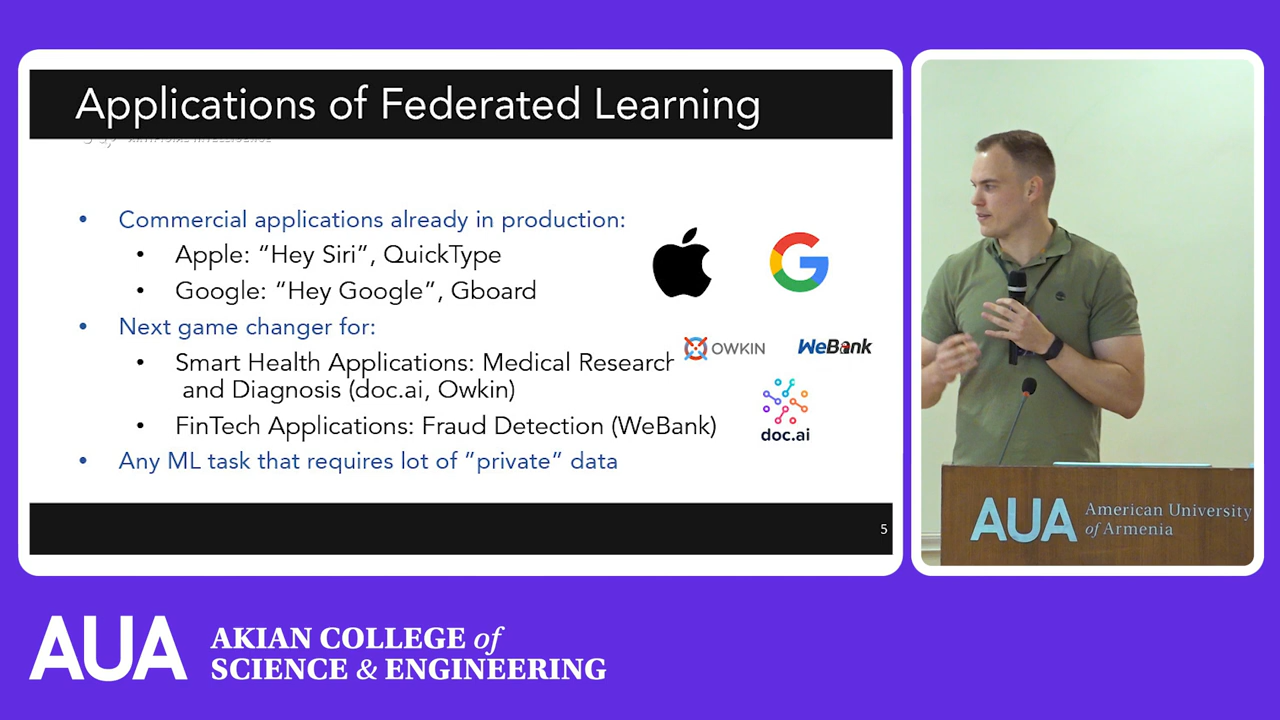 Applications of Federated Learning
• Commercial applications already in production:
• Apple: “Hey Siri”, QuickType
• Google: “Hey Google”, Gboard
• Next game changer for:
• Smart Health Applications: Medical Research
and Diagnosis (doc.ai, Owkin)
• FinTech Applications: Fraud Detection (WeBank)
• Any ML task that requires lot of “private” data
OWKIN
WeBank
doc.ai
5
AUA American University
of Armenia
AUA AKIAN COLLEGE of
SCIENCE & ENGINEERING